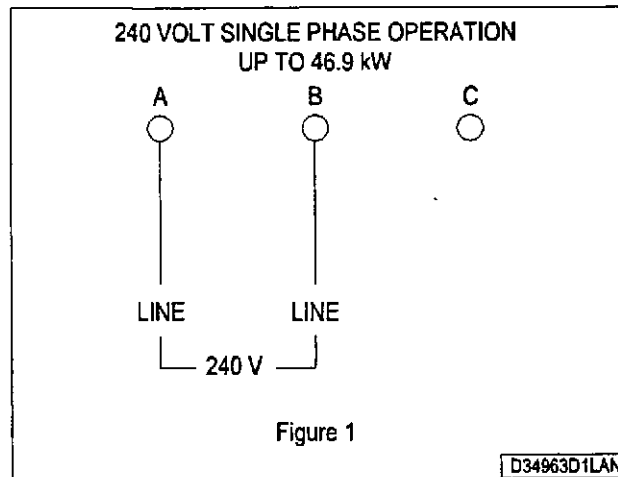 240 VOLT SINGLE PHASE OPERATION
UP TO 46.9 kW
A B C
LINE LINE
240 V
Figure 1
D34963D1LAN